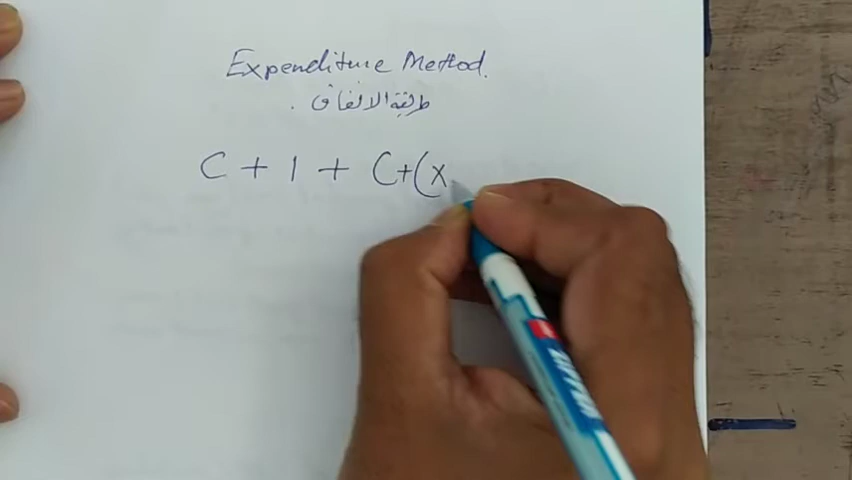 Expenditure Method.
طريقة الانفاق.
C + I + C+(x